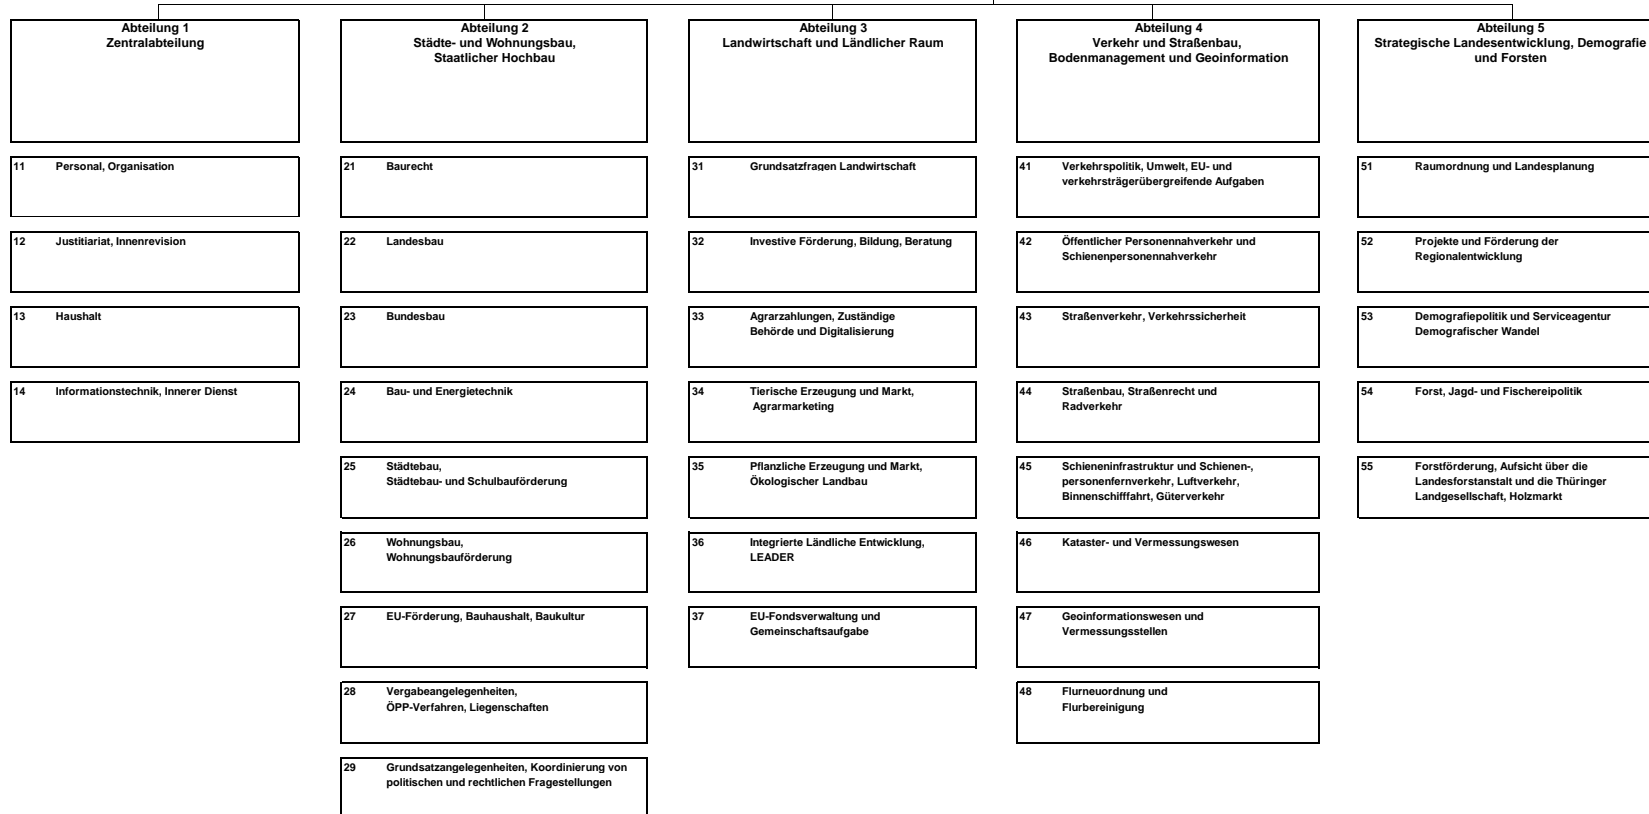 Abteilung 1
Zentralabteilung
11 Personal, Organisation
12 Justitiariat, Innenrevision
13 Haushalt
14 Informationstechnik, Innerer Dienst
Abteilung 2
Städte- und Wohnungsbau,
Staatlicher Hochbau
21 Baurecht
22 Landesbau
23 Bundesbau
24 Bau- und Energietechnik
25 Städtebau,
Städtebau- und Schulbauförderung
26 Wohnungsbau,
Wohnungsbauförderung
27 EU-Förderung, Bauhaushalt, Baukultur
28 Vergabeangelegenheiten,
ÖPP-Verfahren, Liegenschaften
29 Grundsatzangelegenheiten, Koordinierung von
politischen und rechtlichen Fragestellungen
Abteilung 3
Landwirtschaft und Ländlicher Raum
31 Grundsatzfragen Landwirtschaft
32 Investive Förderung, Bildung, Beratung
33 Agrarzahlungen, Zuständige
Behörde und Digitalisierung
34 Tierische Erzeugung und Markt,
Agrarmarketing
35 Pflanzliche Erzeugung und Markt,
Ökologischer Landbau
36 Integrierte Ländliche Entwicklung,
LEADER
37 EU-Fondsverwaltung und
Gemeinschaftsaufgabe
Abteilung 4
Verkehr und Straßenbau,
Bodenmanagement und Geoinformation
41 Verkehrspolitik, Umwelt, EU- und
verkehrsträgerübergreifende Aufgaben
42 Öffentlicher Personennahverkehr und
Schienenpersonennahverkehr
43 Straßenverkehr, Verkehrssicherheit
44 Straßenbau, Straßenrecht und
Radverkehr
45 Schieneninfrastruktur und Schienen-,
personenfernverkehr, Luftverkehr,
Binnenschifffahrt, Güterverkehr
46 Kataster- und Vermessungswesen
47 Geoinformationswesen und
Vermessungsstellen
48 Flurneuordnung und
Flurbereinigung
Abteilung 5
Strategische Landesentwicklung, Demografie
und Forsten
51 Raumordnung und Landesplanung
52 Projekte und Förderung der
Regionalentwicklung
53 Demografiepolitik und Serviceagentur
Demografischer Wandel
54 Forst, Jagd- und Fischereipolitik
55 Forstförderung, Aufsicht über die
Landesforstanstalt und die Thüringer
Landgesellschaft, Holzmarkt